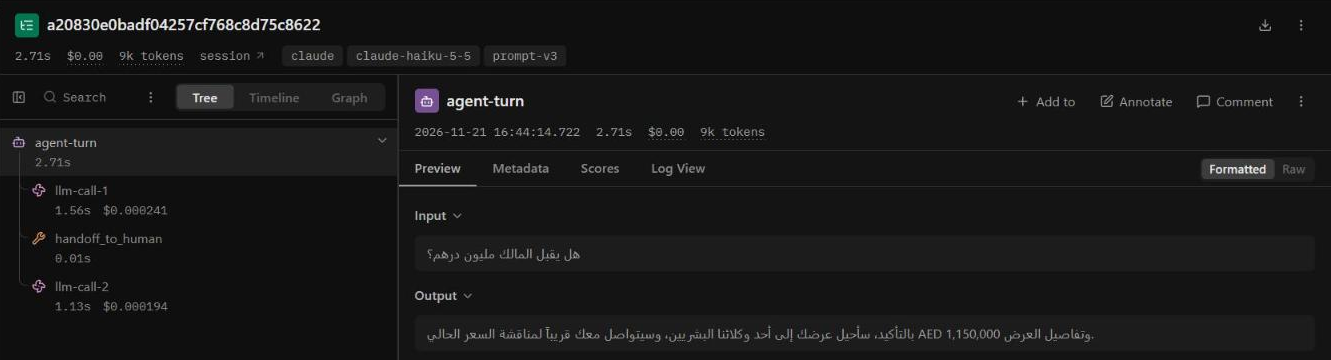 a20830e0badf04257cf768c8d75c8622
2.71s $0.00 9k tokens session ↗ claude claude-haiku-5-5 prompt-v3
Search Tree Timeline Graph
agent-turn
2.71s
llm-call-1
1.56s $0.000241
handoff_to_human
0.01s
llm-call-2
1.13s $0.000194
agent-turn
+ Add to Annotate Comment
2026-11-21 16:44:14.722 2.71s $0.00 9k tokens
Preview Metadata Scores Log View Formatted Raw
Input
هل يقبل المالك مليون درهم؟
Output
بالتأكيد، سأحيل عرضك إلى أحد وكلائنا البشريين، وسيتواصل معك قريباً لمناقشة السعر الحالي AED 1,150,000 وتفاصيل العرض.